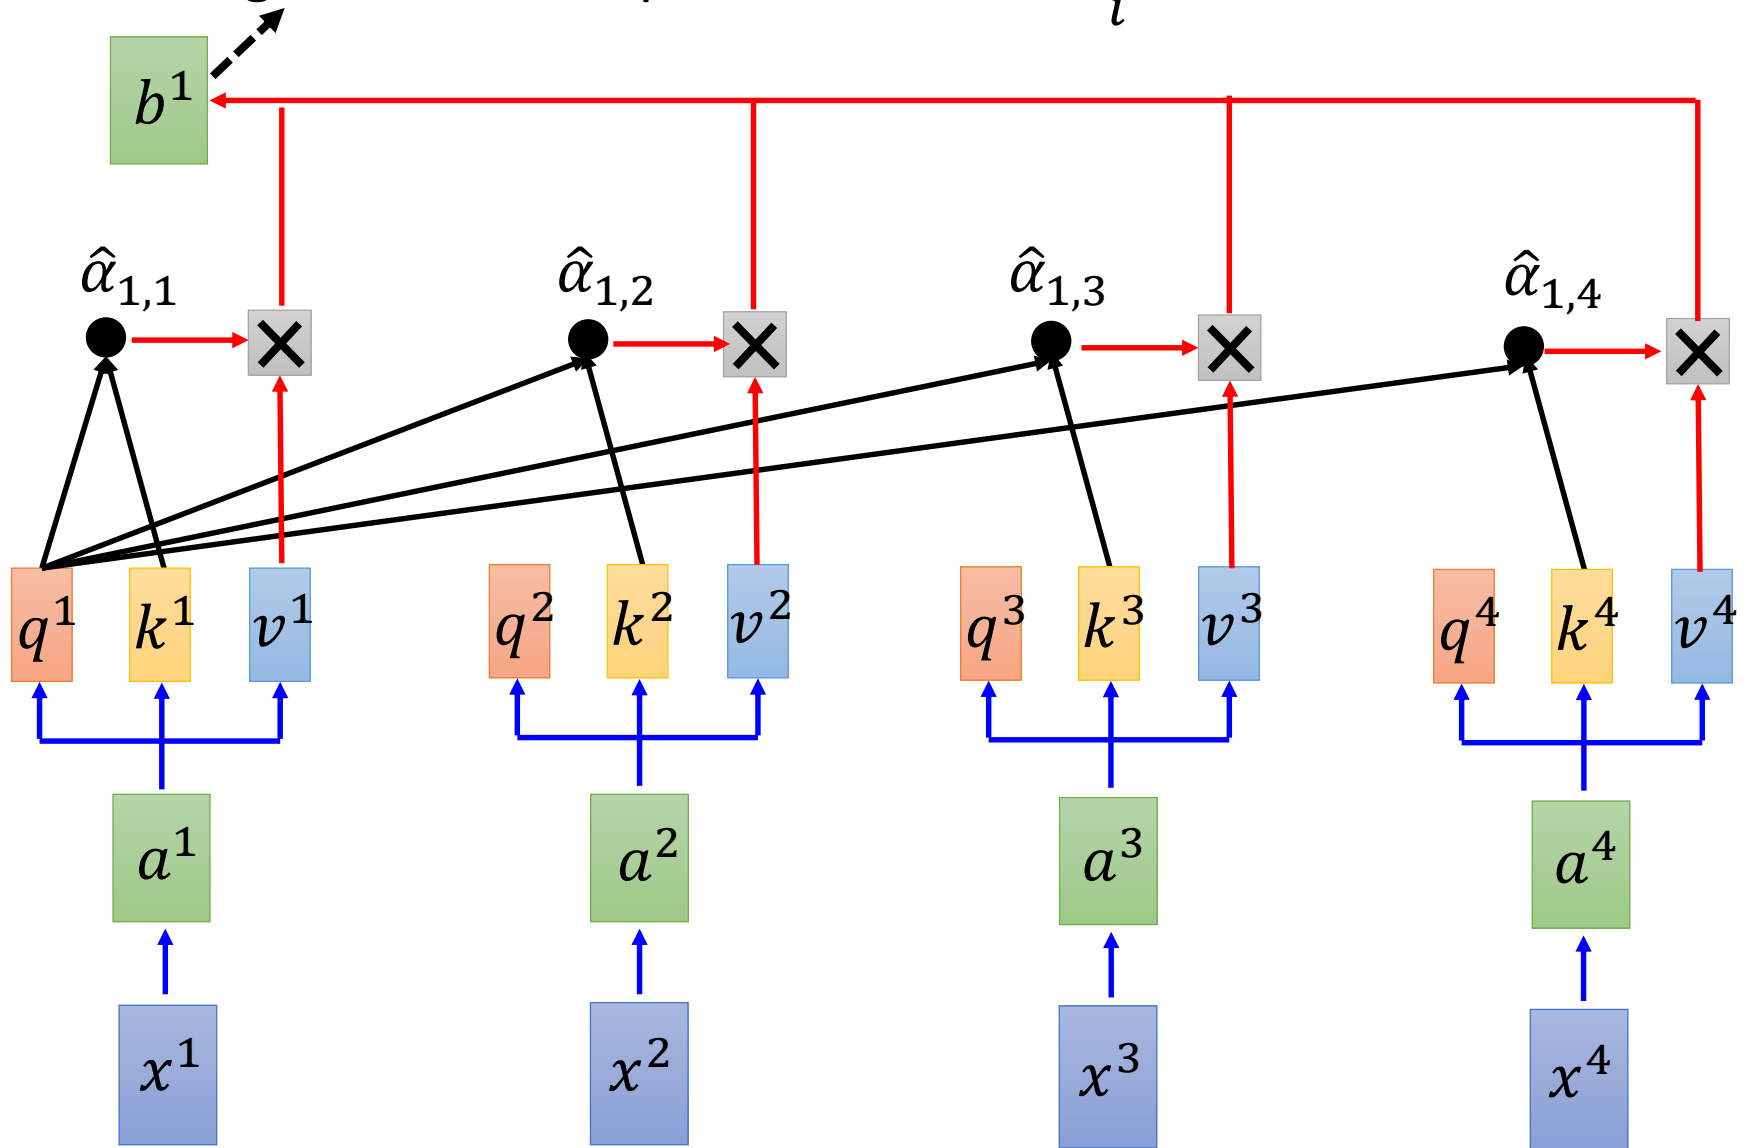 i
b¹
α̂₁,₁ α̂₁,₂ α̂₁,₃ α̂₁,₄
× × × ×
q¹ k¹ v¹ q² k² v² q³ k³ v³ q⁴ k⁴ v⁴
a¹ a² a³ a⁴
x¹ x² x³ x⁴